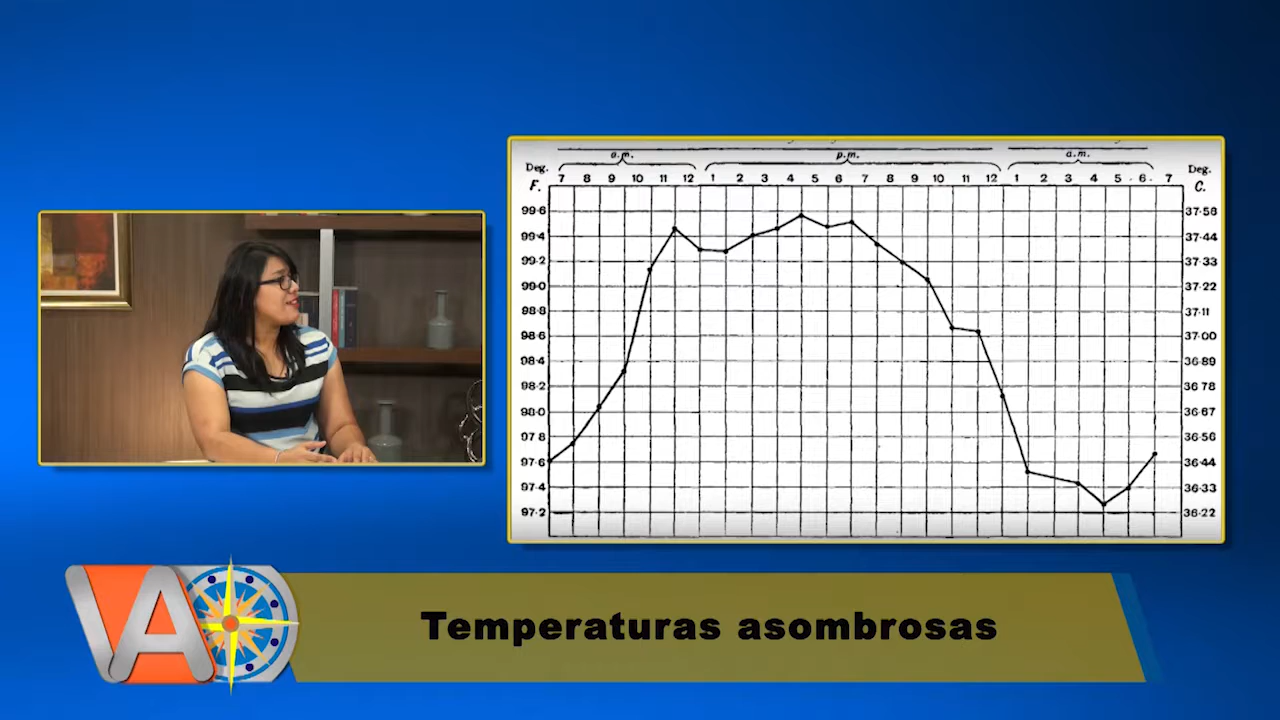 a.m. p.m. a.m.
Deg. 7 8 9 10 11 12 1 2 3 4 5 6 7 8 9 10 11 12 1 2 3 4 5 6 7 Deg.
F. C.
99·6 37·58
99·4 37·44
99·2 37·33
99·0 37·22
98·8 37·11
98·6 37·00
98·4 36·89
98·2 36·78
98·0 36·67
97·8 36·56
97·6 36·44
97·4 36·33
97·2 36·22
VA
Temperaturas asombrosas